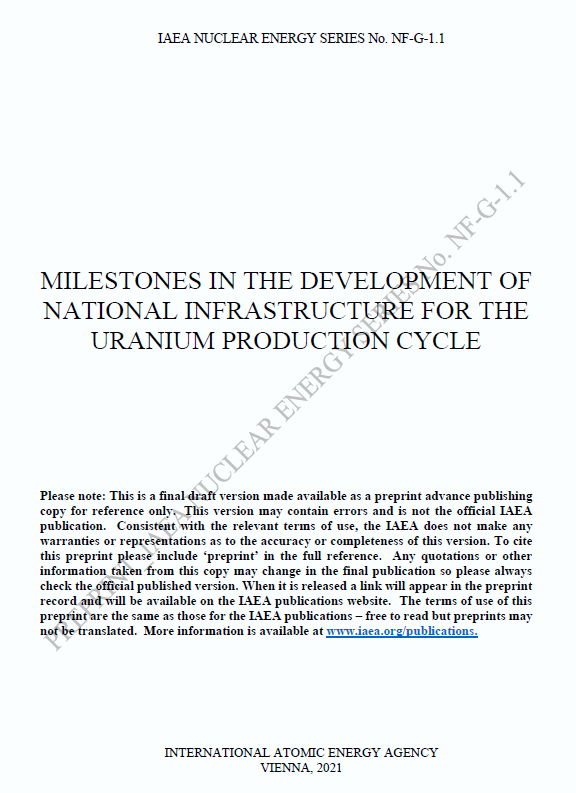 IAEA NUCLEAR ENERGY SERIES No. NF-G-1.1
MILESTONES IN THE DEVELOPMENT OF
NATIONAL INFRASTRUCTURE FOR THE
URANIUM PRODUCTION CYCLE
PREPRINT_IAEA NUCLEAR ENERGY SERIES No. NF-G-1.1
Please note: This is a final draft version made available as a preprint advance publishing
copy for reference only. This version may contain errors and is not the official IAEA
publication. Consistent with the relevant terms of use, the IAEA does not make any
warranties or representations as to the accuracy or completeness of this version. To cite
this preprint please include ‘preprint’ in the full reference. Any quotations or other
information taken from this copy may change in the final publication so please always
check the official published version. When it is released a link will appear in the preprint
record and will be available on the IAEA publications website. The terms of use of this
preprint are the same as those for the IAEA publications – free to read but preprints may
not be translated. More information is available at www.iaea.org/publications.
INTERNATIONAL ATOMIC ENERGY AGENCY
VIENNA, 2021